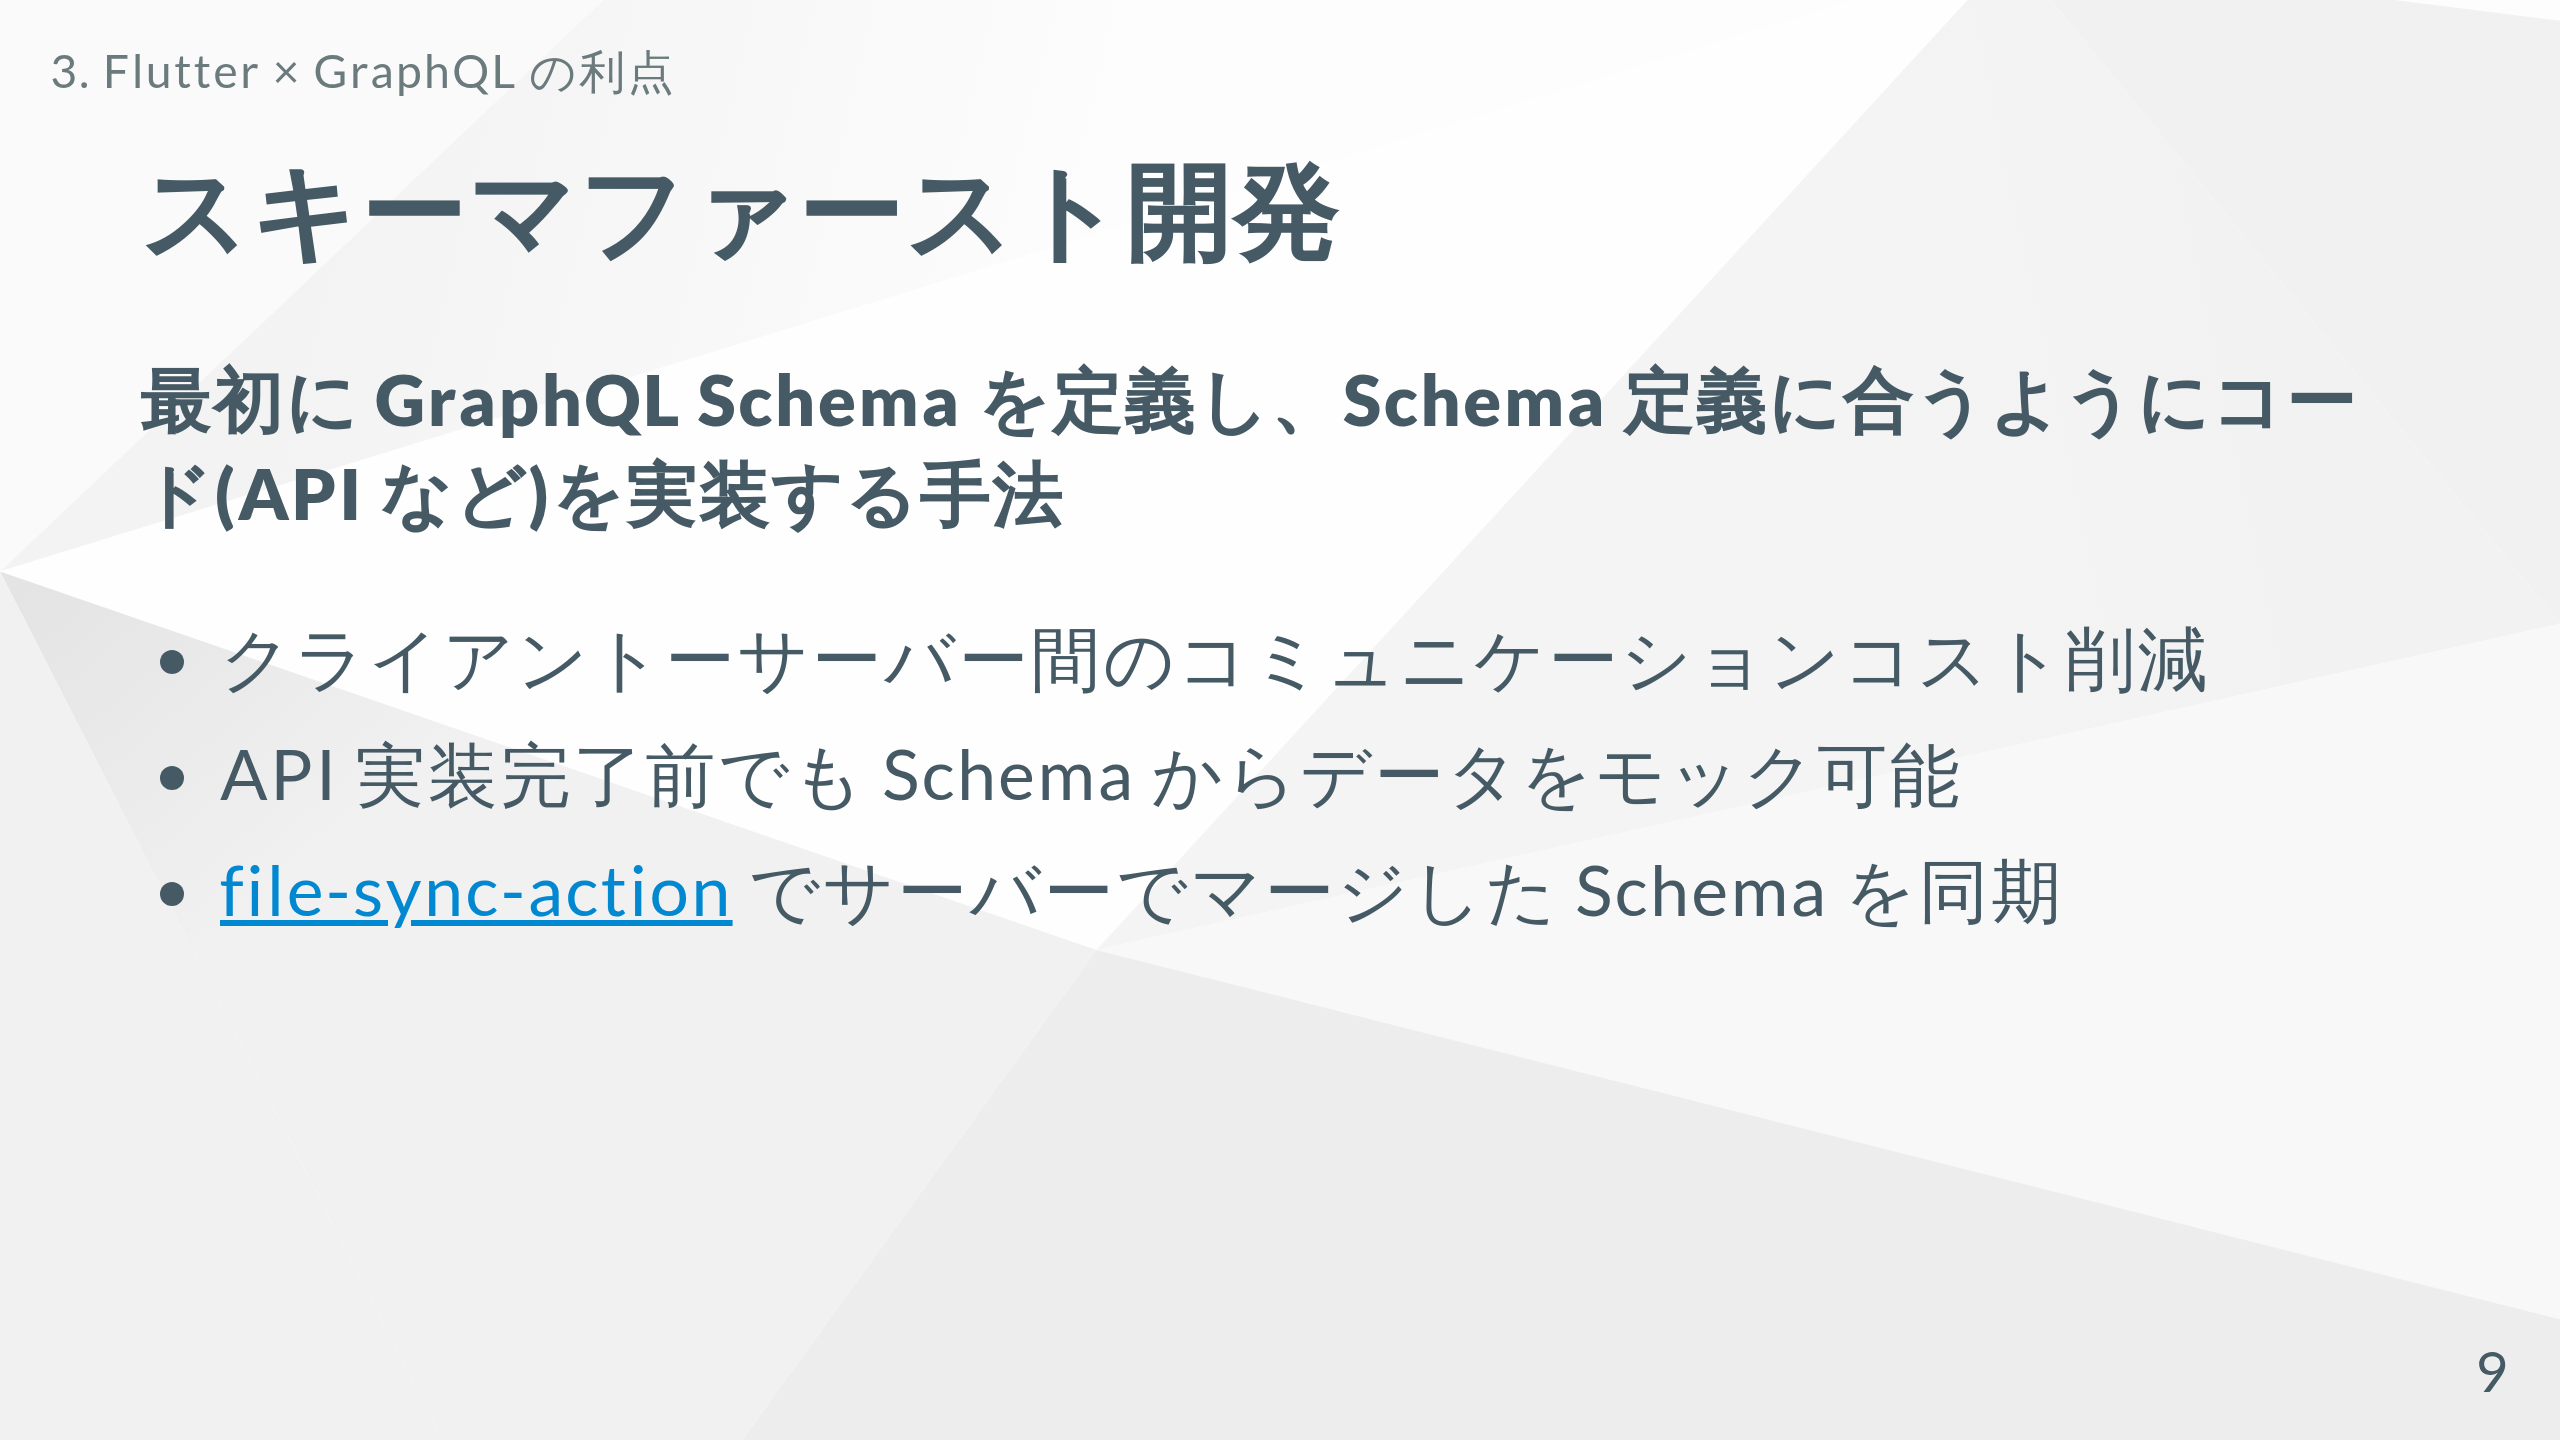 3. Flutter × GraphQL の利点
スキーマファースト開発
最初に GraphQL Schema を定義し、Schema 定義に合うようにコー
ド(API など)を実装する手法
• クライアントーサーバー間のコミュニケーションコスト削減
• API 実装完了前でも Schema からデータをモック可能
• file-sync-action でサーバーでマージした Schema を同期
9